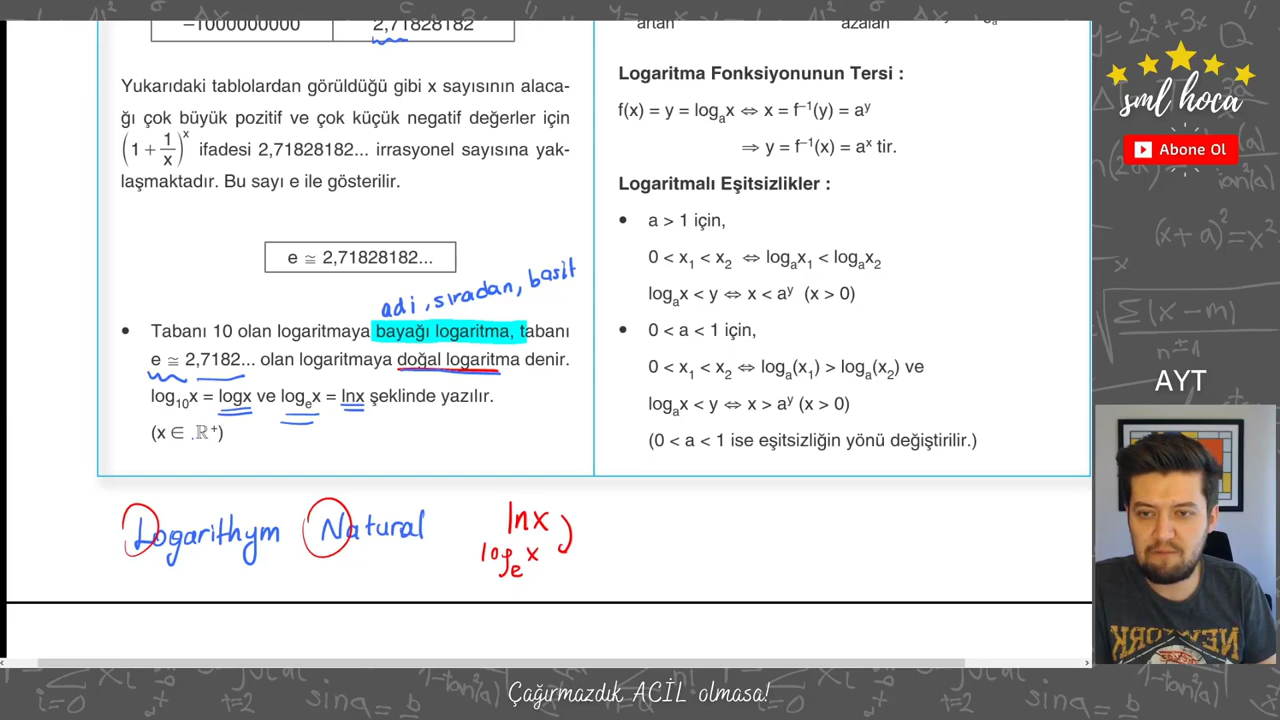 −1000000000 2,71828182
Yukarıdaki tablolardan görüldüğü gibi x sayısının alaca-
ğı çok büyük pozitif ve çok küçük negatif değerler için
(1 + 1/x)^x ifadesi 2,71828182... irrasyonel sayısına yak-
laşmaktadır. Bu sayı e ile gösterilir.
e ≅ 2,71828182...
adi, sıradan, basit
• Tabanı 10 olan logaritmaya bayağı logaritma, tabanı
e ≅ 2,7182... olan logaritmaya doğal logaritma denir.
log₁₀x = logx ve logₑx = lnx şeklinde yazılır.
(x ∈ .ℝ⁺)
Logarithym Natural lnx
logₑx
artan azalan
Logaritma Fonksiyonunun Tersi :
f(x) = y = logₐx ⇔ x = f⁻¹(y) = aʸ
⇒ y = f⁻¹(x) = aˣ tir.
Logaritmalı Eşitsizlikler :
• a > 1 için,
0 < x₁ < x₂ ⇔ logₐx₁ < logₐx₂
logₐx < y ⇔ x < aʸ (x > 0)
• 0 < a < 1 için,
0 < x₁ < x₂ ⇔ logₐ(x₁) > logₐ(x₂) ve
logₐx < y ⇔ x > aʸ (x > 0)
(0 < a < 1 ise eşitsizliğin yönü değiştirilir.)
sml hoca
Abone Ol
AYT
Çağırmazdık ACİL olmasa!